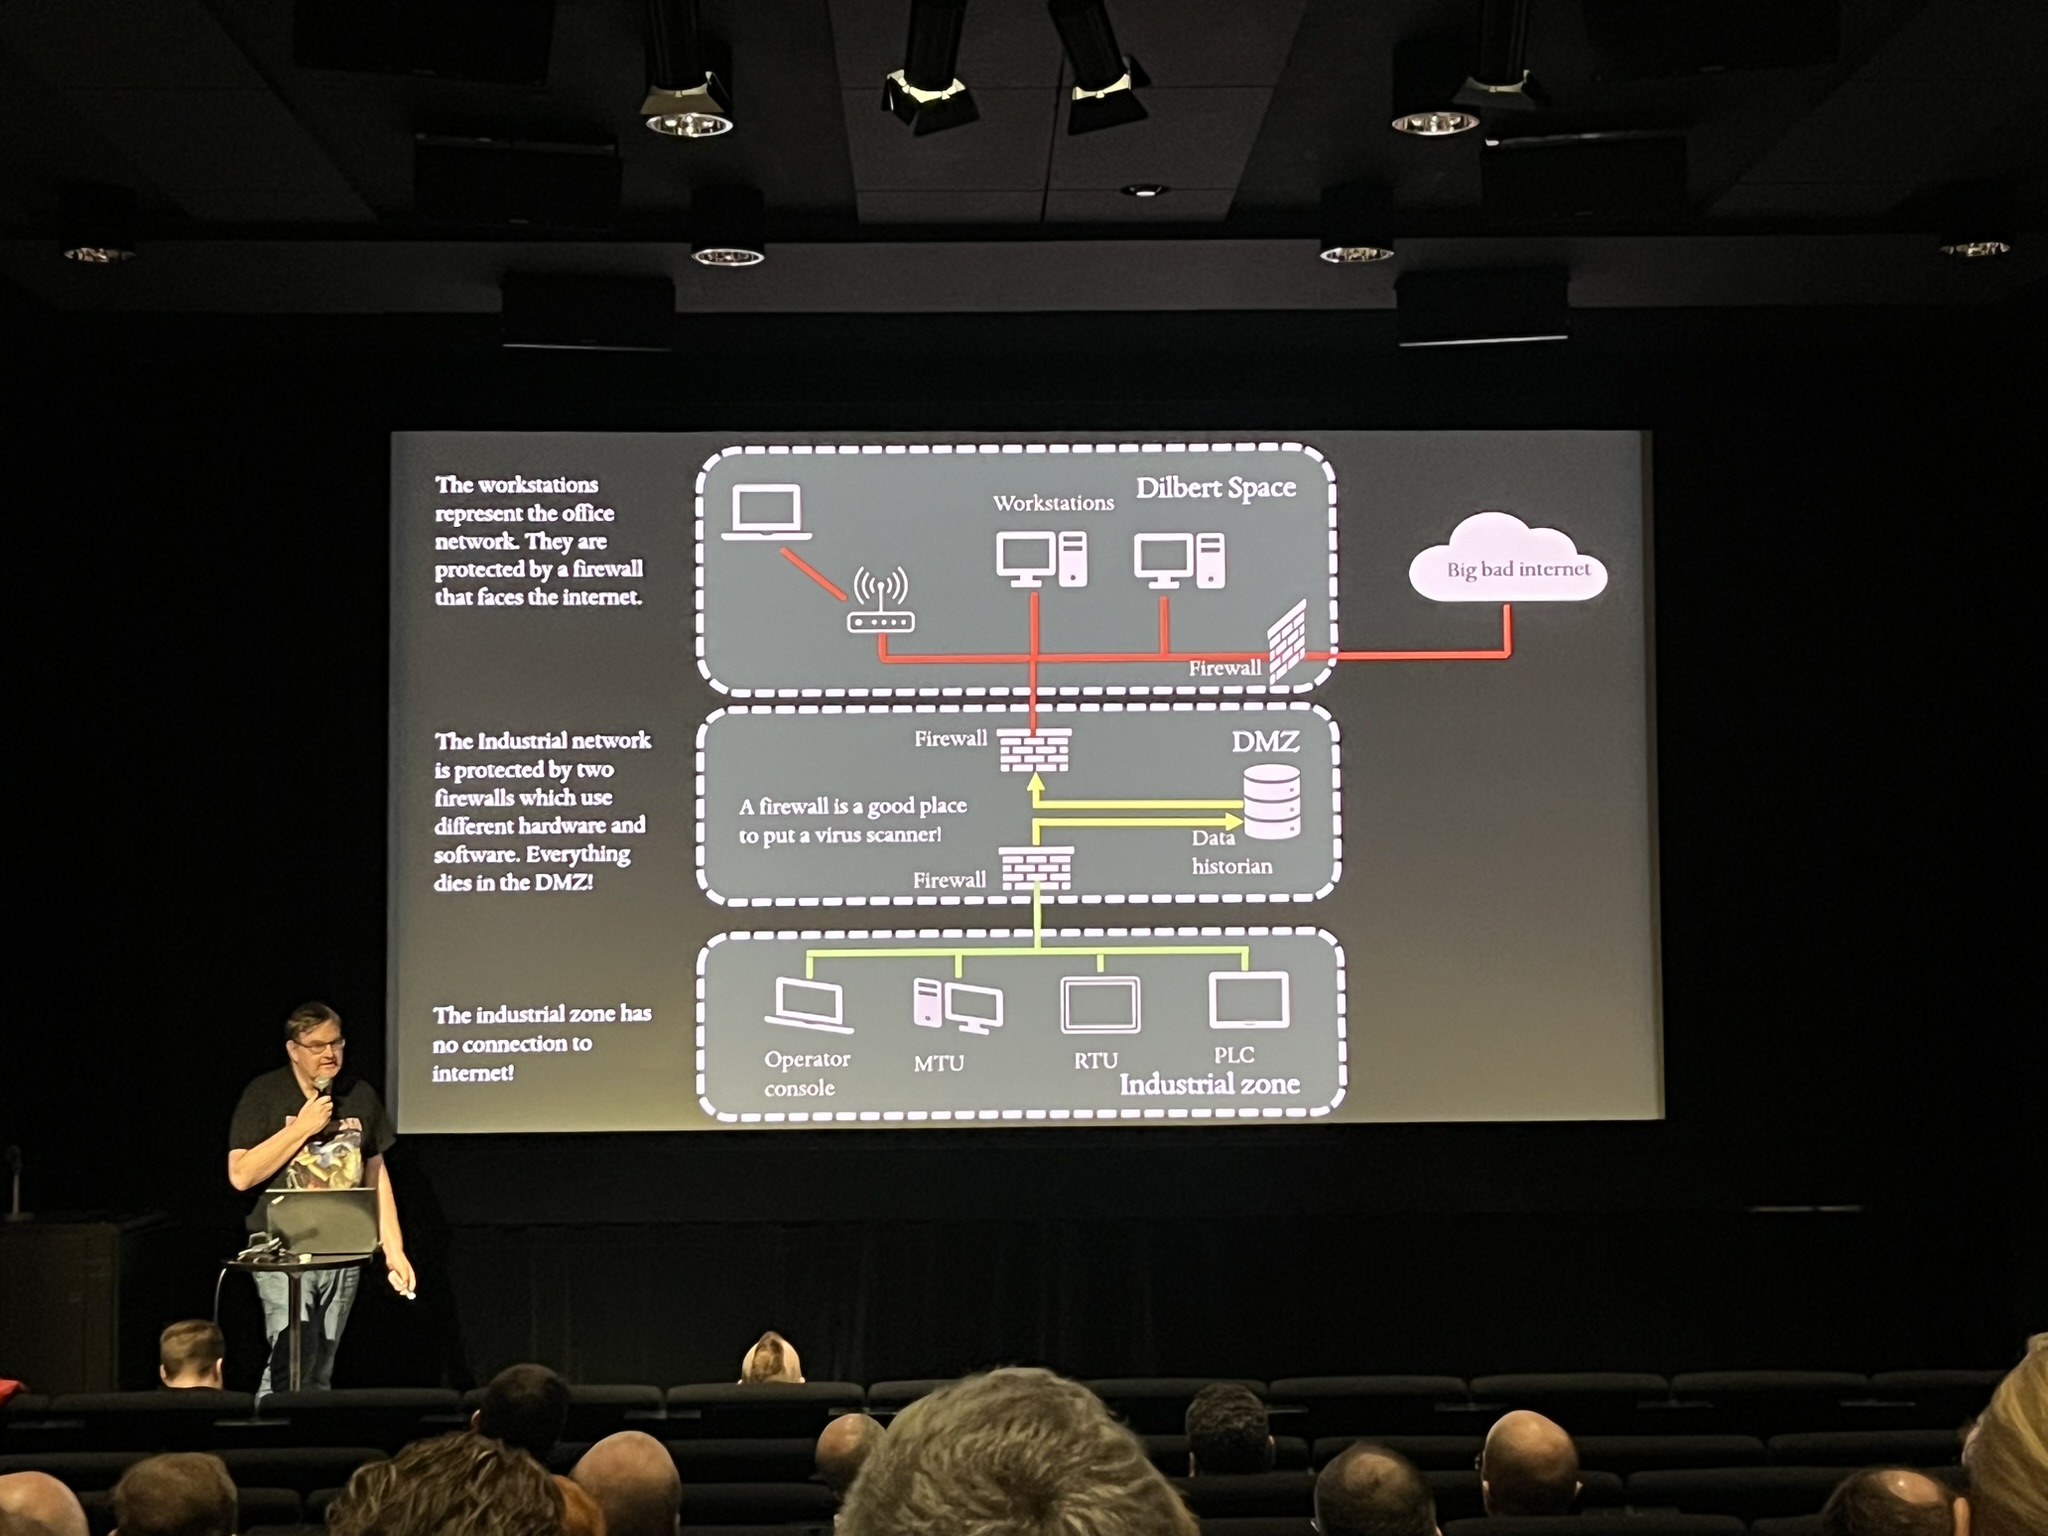 The workstations
represent the office
network. They are
protected by a firewall
that faces the internet.
Workstations
Dilbert Space
Firewall
Big bad internet
The Industrial network
is protected by two
firewalls which use
different hardware and
software. Everything
dies in the DMZ!
Firewall
DMZ
A firewall is a good place
to put a virus scanner!
Data
historian
Firewall
The industrial zone has
no connection to
internet!
Operator
console
MTU
RTU
PLC
Industrial zone